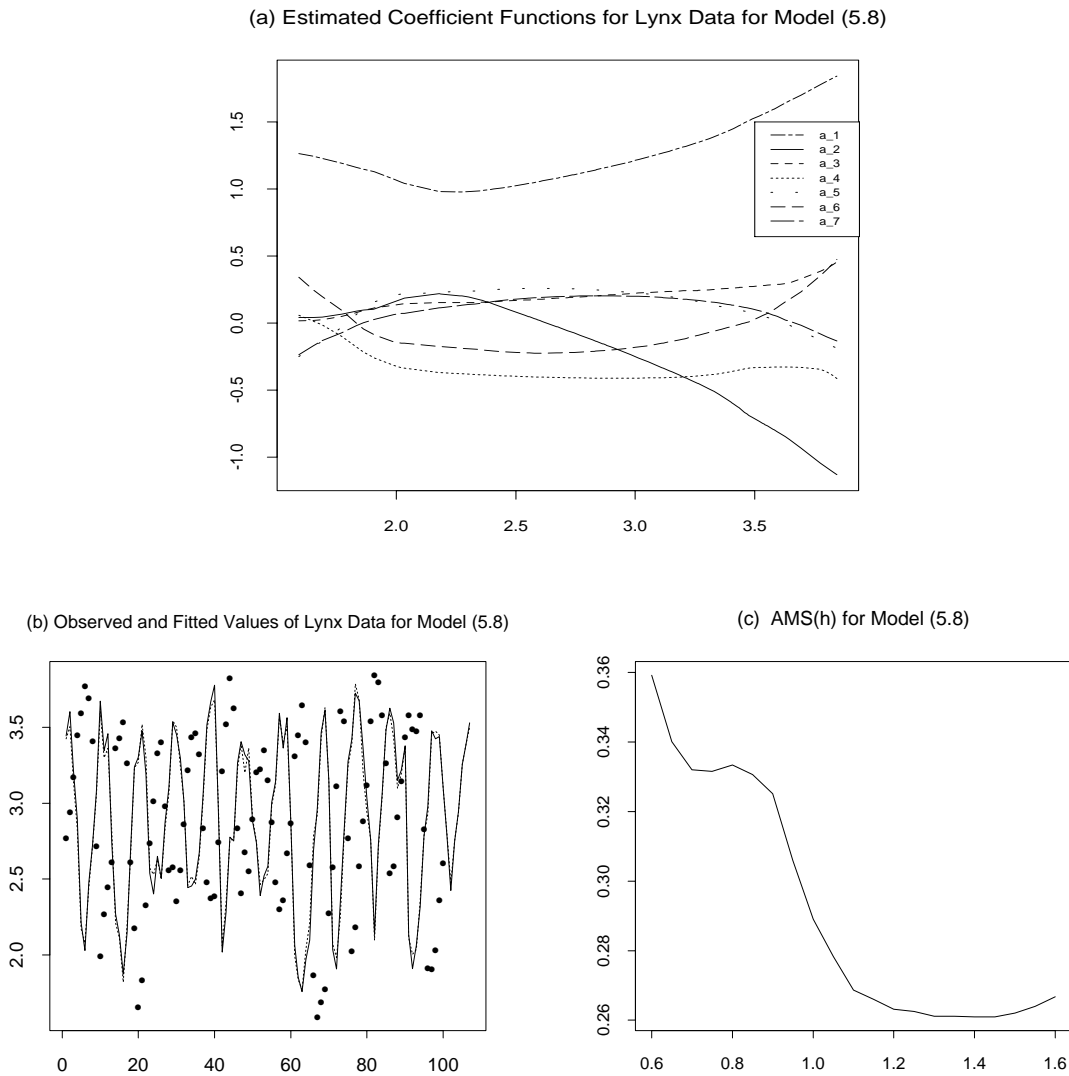 (a) Estimated Coefficient Functions for Lynx Data for Model (5.8)
1.5
1.0
0.5
0.0
-0.5
-1.0
a_1
a_2
a_3
a_4
a_5
a_6
a_7
2.0 2.5 3.0 3.5
(b) Observed and Fitted Values of Lynx Data for Model (5.8)
3.5
3.0
2.5
2.0
0 20 40 60 80 100
(c) AMS(h) for Model (5.8)
0.36
0.34
0.32
0.30
0.28
0.26
0.6 0.8 1.0 1.2 1.4 1.6